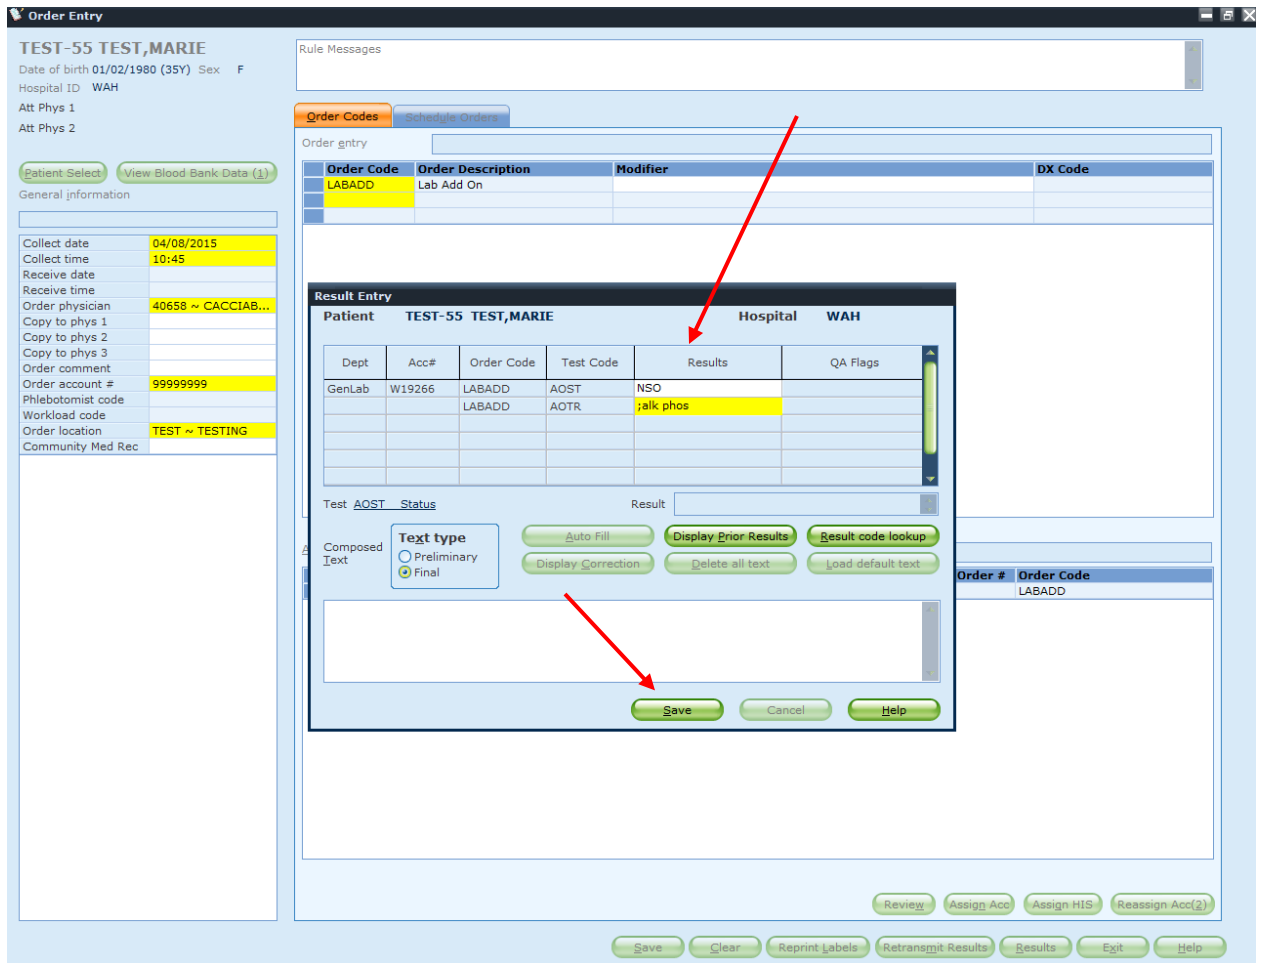 Order Entry
TEST-55 TEST,MARIE
Date of birth 01/02/1980 (35Y) Sex F
Hospital ID WAH
Att Phys 1
Att Phys 2
Patient Select View Blood Bank Data (1)
General information
Collect date 04/08/2015
Collect time 10:45
Receive date
Receive time
Order physician 40658 ~ CACCIAB...
Copy to phys 1
Copy to phys 2
Copy to phys 3
Order comment
Order account # 99999999
Phlebotomist code
Workload code
Order location TEST ~ TESTING
Community Med Rec
Rule Messages
Order Codes Schedule Orders
Order entry
Order Code Order Description Modifier DX Code
LABADD Lab Add On
Result Entry
Patient TEST-55 TEST,MARIE Hospital WAH
Dept Acc# Order Code Test Code Results QA Flags
GenLab W19266 LABADD AOST NSO
LABADD AOTR ;alk phos
Test AOST Status Result
Composed Text
Text type
Preliminary
Final
Auto Fill Display Prior Results Result code lookup
Display Correction Delete all text Load default text
Save Cancel Help
Order # Order Code
LABADD
Review Assign Acc Assign HIS Reassign Acc(2)
Save Clear Reprint Labels Retransmit Results Results Exit Help